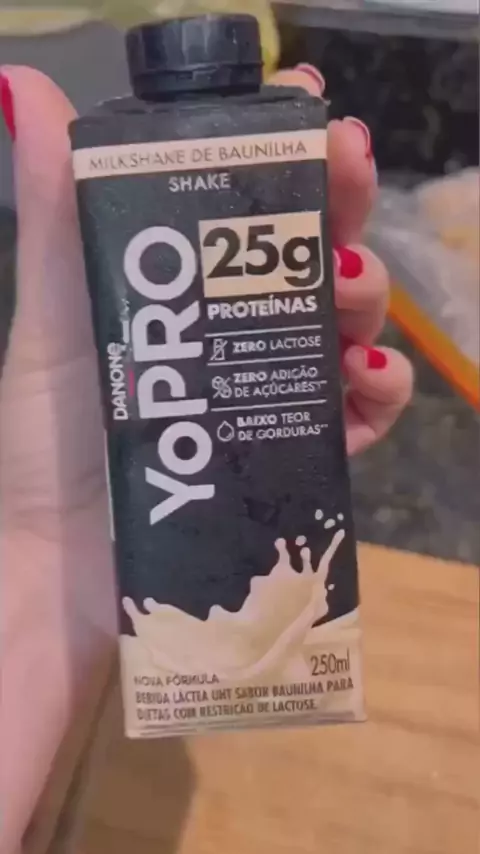 MILKSHAKE DE BAUNILHA
SHAKE
DANONE
YoPRO
25g
PROTEÍNAS
ZERO LACTOSE
ZERO ADIÇÃO
DE AÇÚCARES
BAIXO TEOR
DE GORDURAS**
250ml
NOVA FÓRMULA
BEBIDA LÁCTEA UHT SABOR BAUNILHA PARA
DIETAS COM RESTRIÇÃO DE LACTOSE.